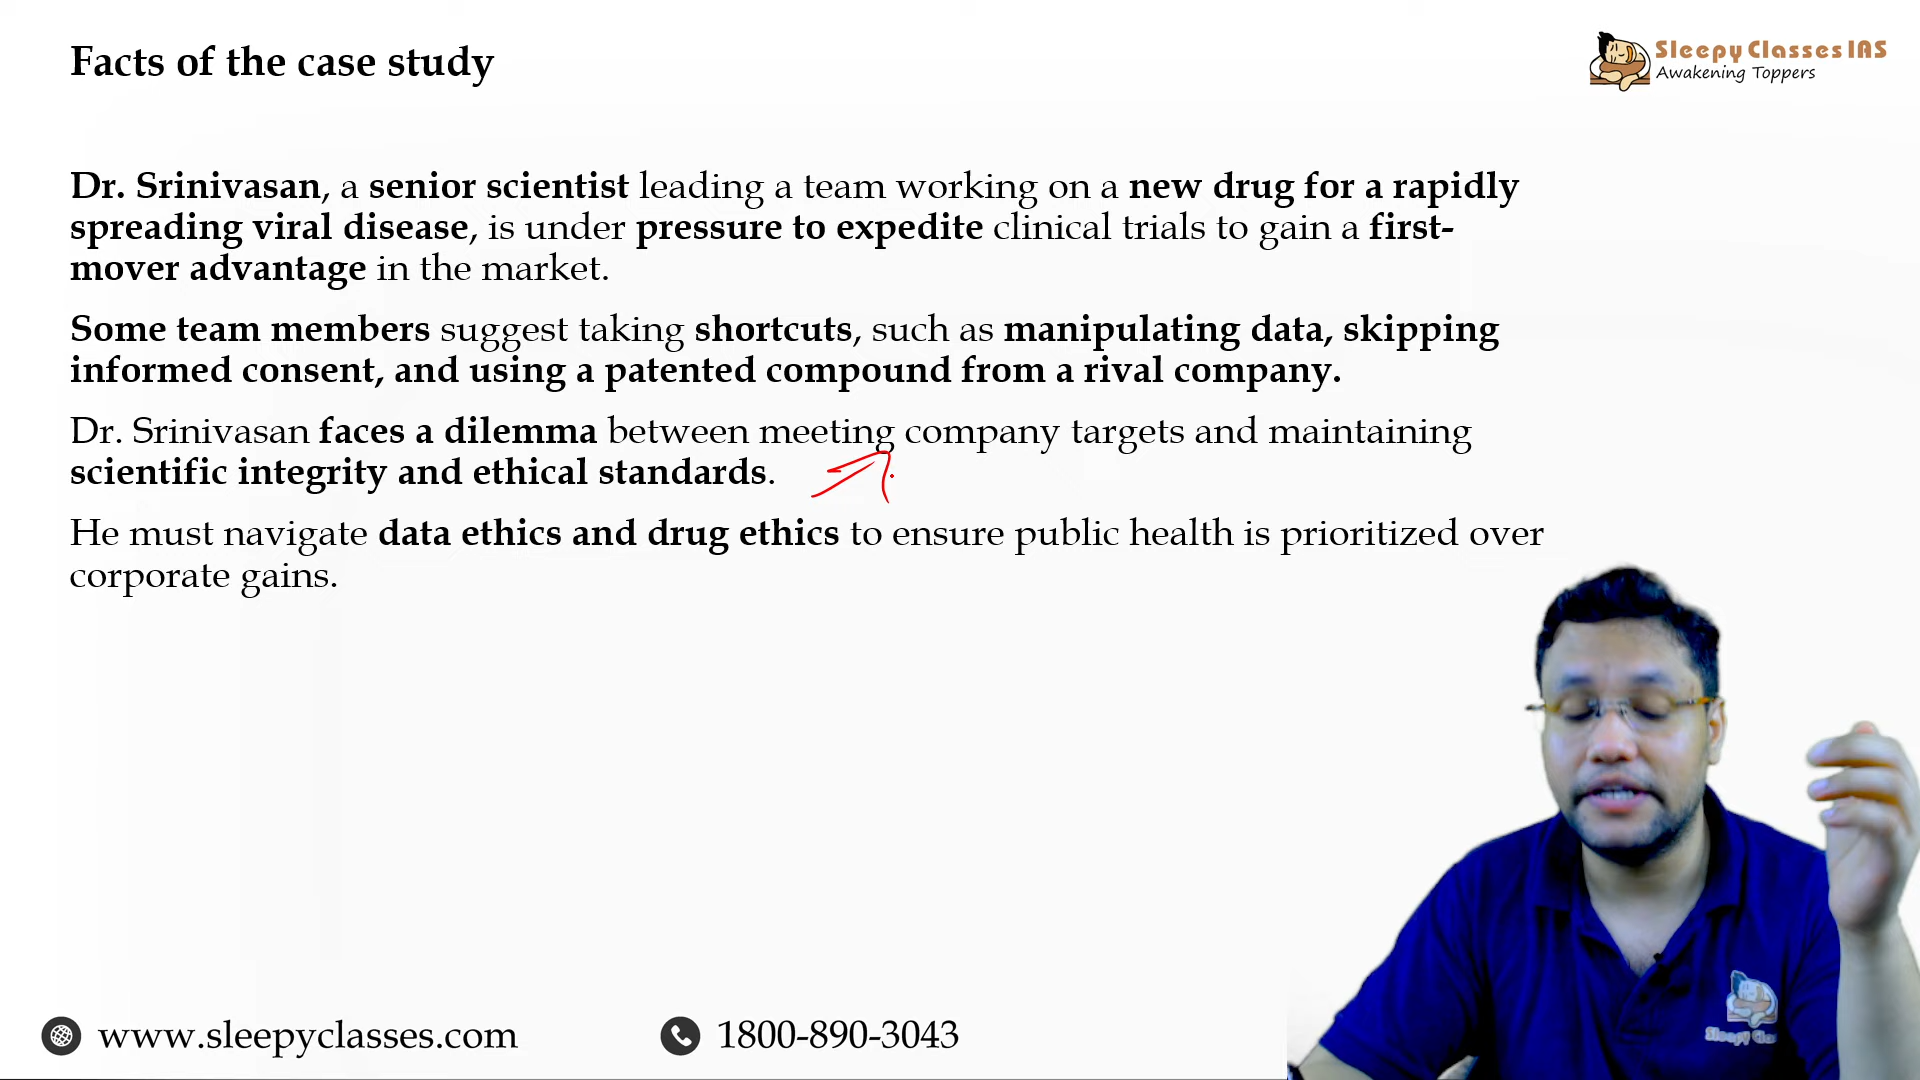 Facts of the case study
Sleepy Classes IAS
Awakening Toppers
Dr. Srinivasan, a senior scientist leading a team working on a new drug for a rapidly
spreading viral disease, is under pressure to expedite clinical trials to gain a first-
mover advantage in the market.
Some team members suggest taking shortcuts, such as manipulating data, skipping
informed consent, and using a patented compound from a rival company.
Dr. Srinivasan faces a dilemma between meeting company targets and maintaining
scientific integrity and ethical standards.
He must navigate data ethics and drug ethics to ensure public health is prioritized over
corporate gains.
www.sleepyclasses.com
1800-890-3043
Sleepy Clas